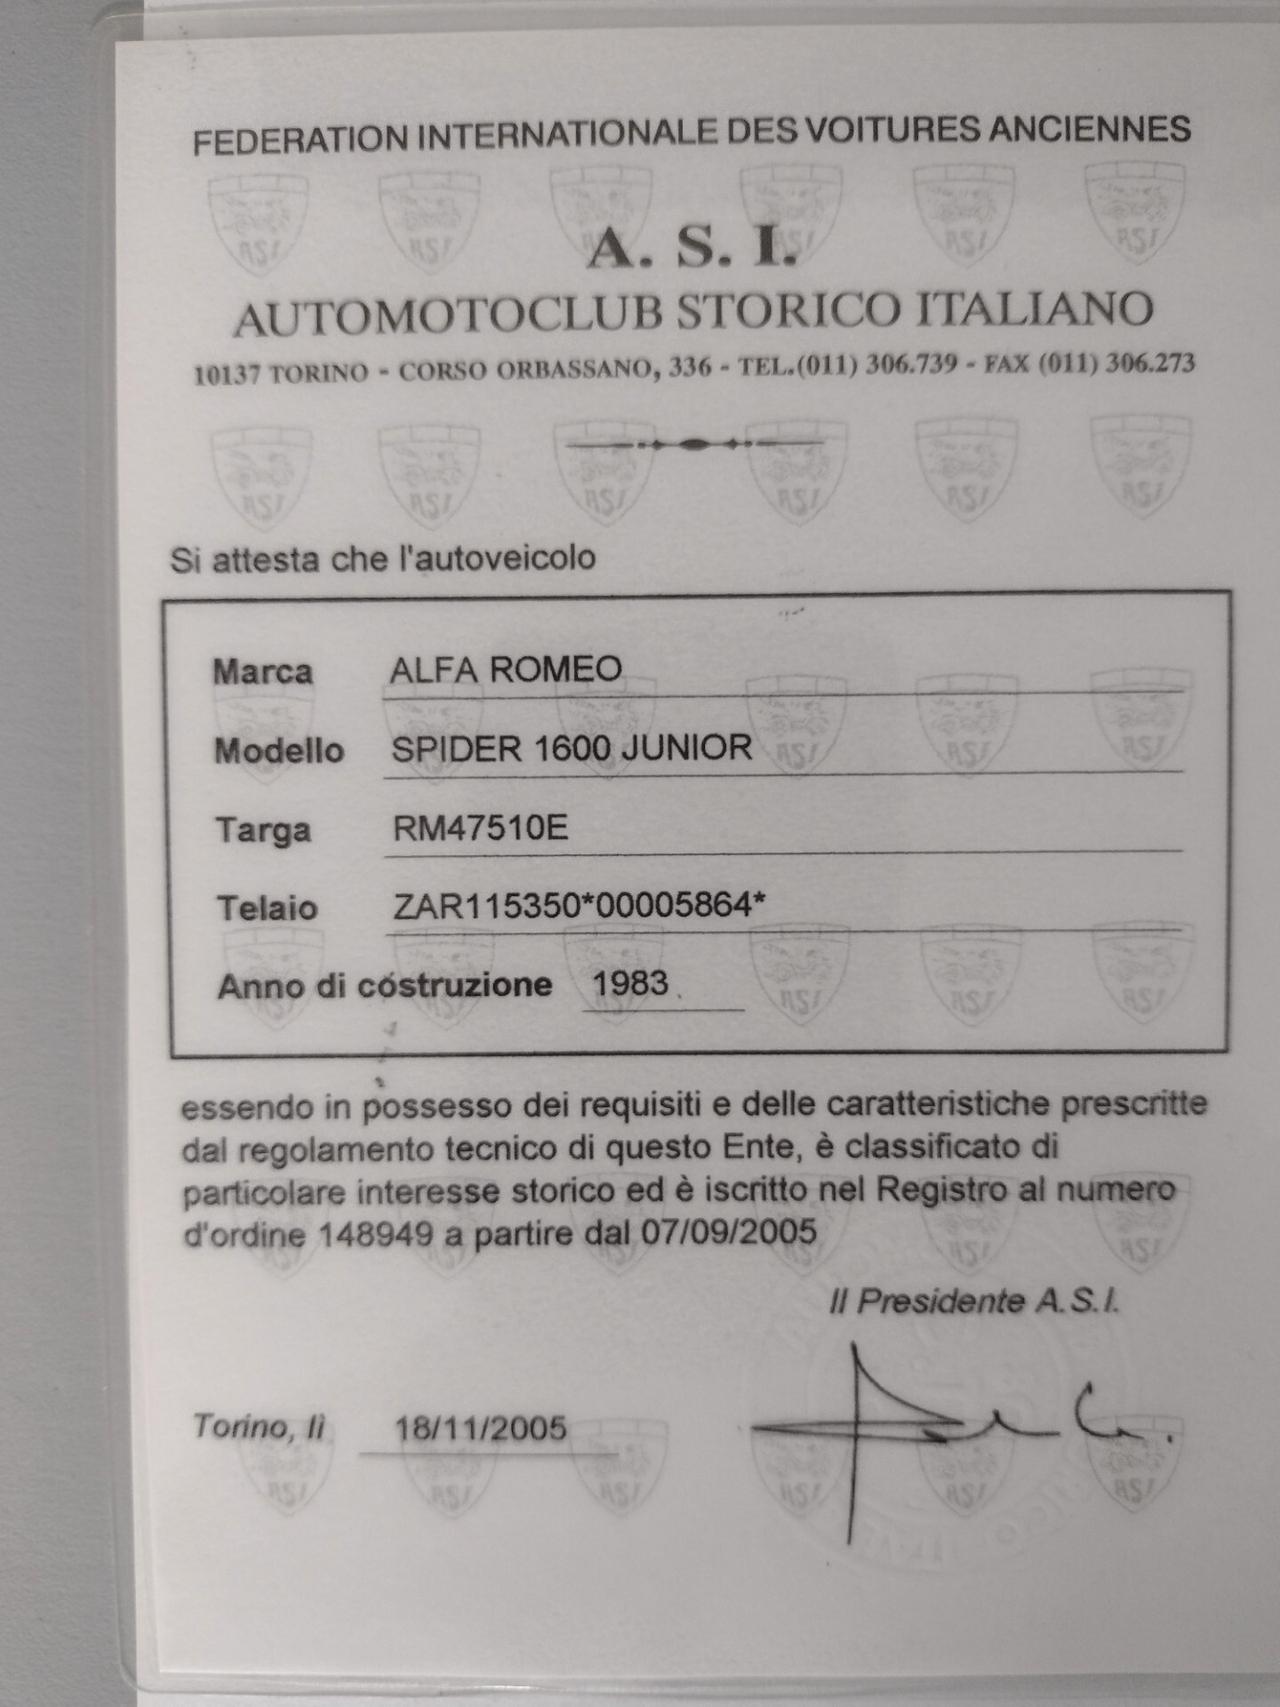 FEDERATION INTERNATIONALE DES VOITURES ANCIENNES
A. S. I.
AUTOMOTOCLUB STORICO ITALIANO
10137 TORINO - CORSO ORBASSANO, 336 - TEL.(011) 306.739 - FAX (011) 306.273
Si attesta che l'autoveicolo
Marca ALFA ROMEO
Modello SPIDER 1600 JUNIOR
Targa RM47510E
Telaio ZAR115350*00005864*
Anno di costruzione 1983
essendo in possesso dei requisiti e delle caratteristiche prescritte
dal regolamento tecnico di questo Ente, è classificato di
particolare interesse storico ed è iscritto nel Registro al numero
d'ordine 148949 a partire dal 07/09/2005
Il Presidente A.S.I.
Torino, lì 18/11/2005